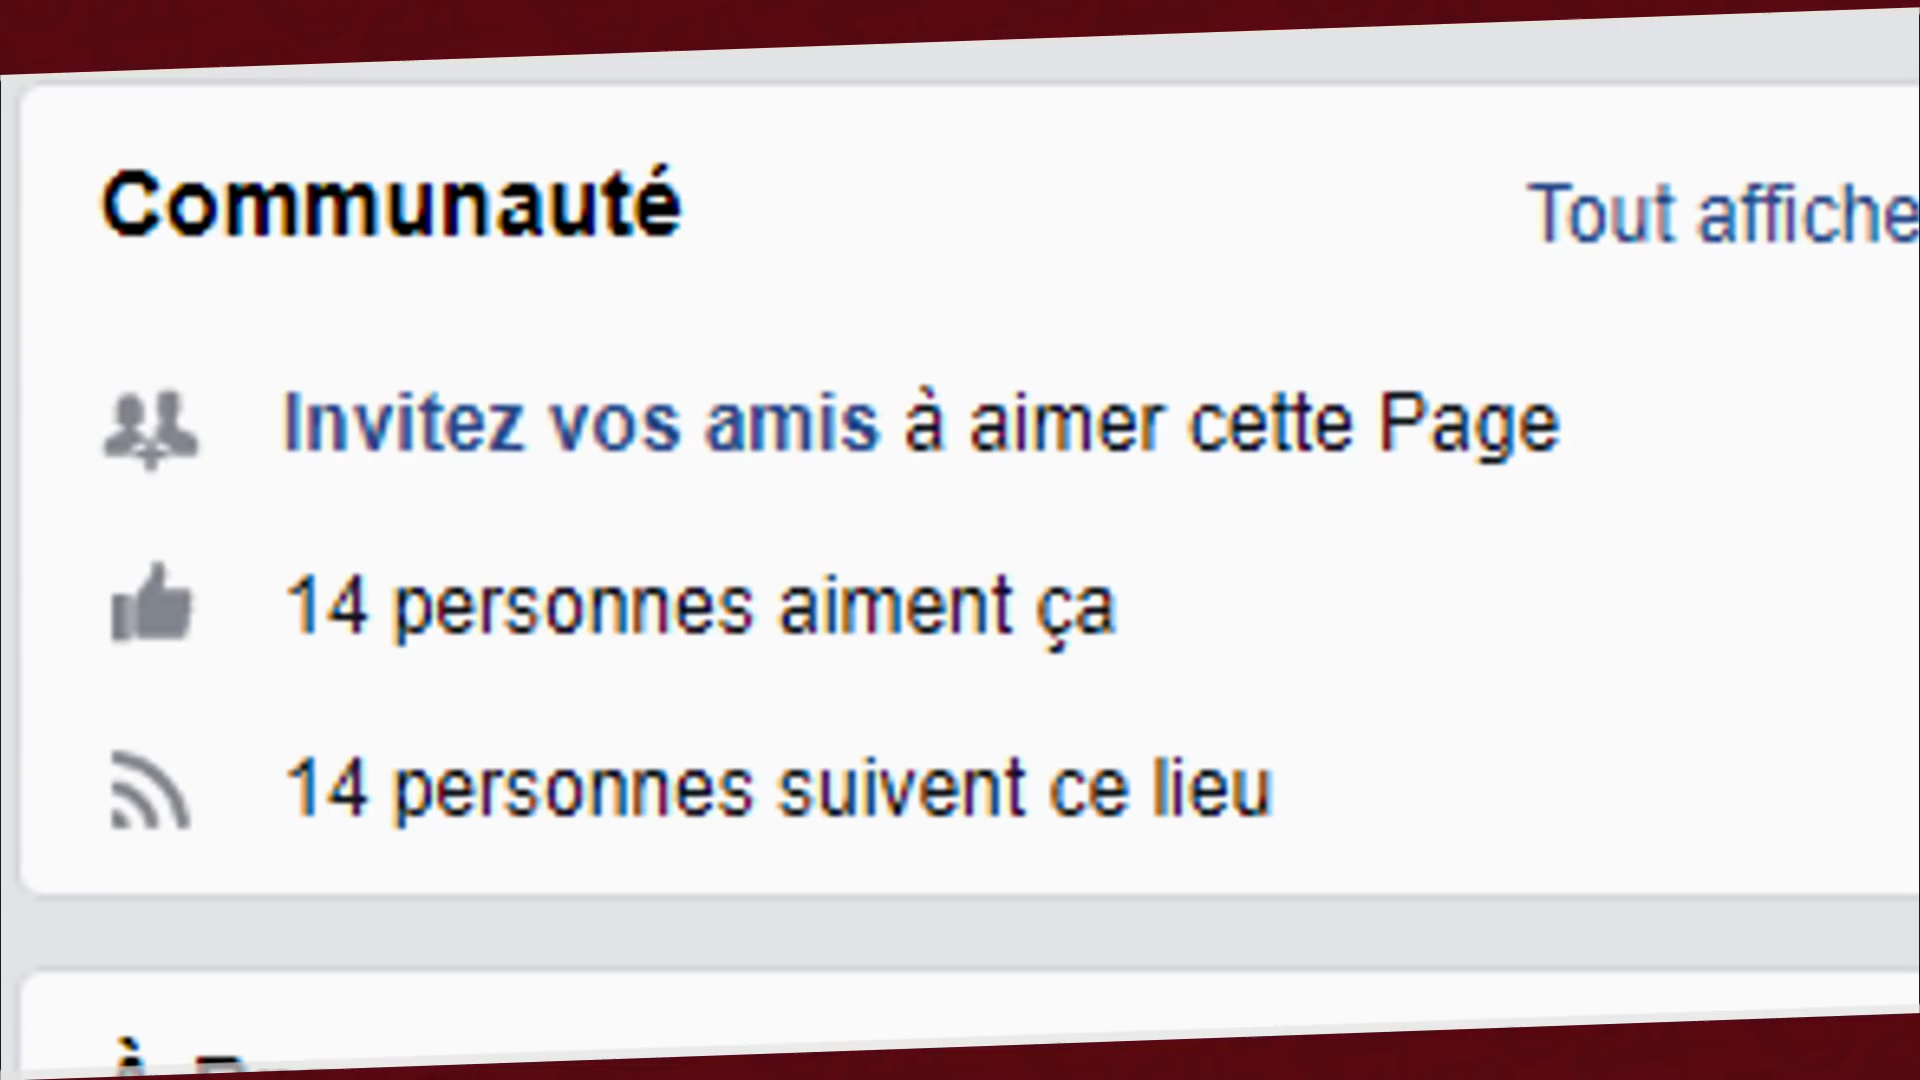 Communauté
Tout affiche
Invitez vos amis à aimer cette Page
14 personnes aiment ça
14 personnes suivent ce lieu
À